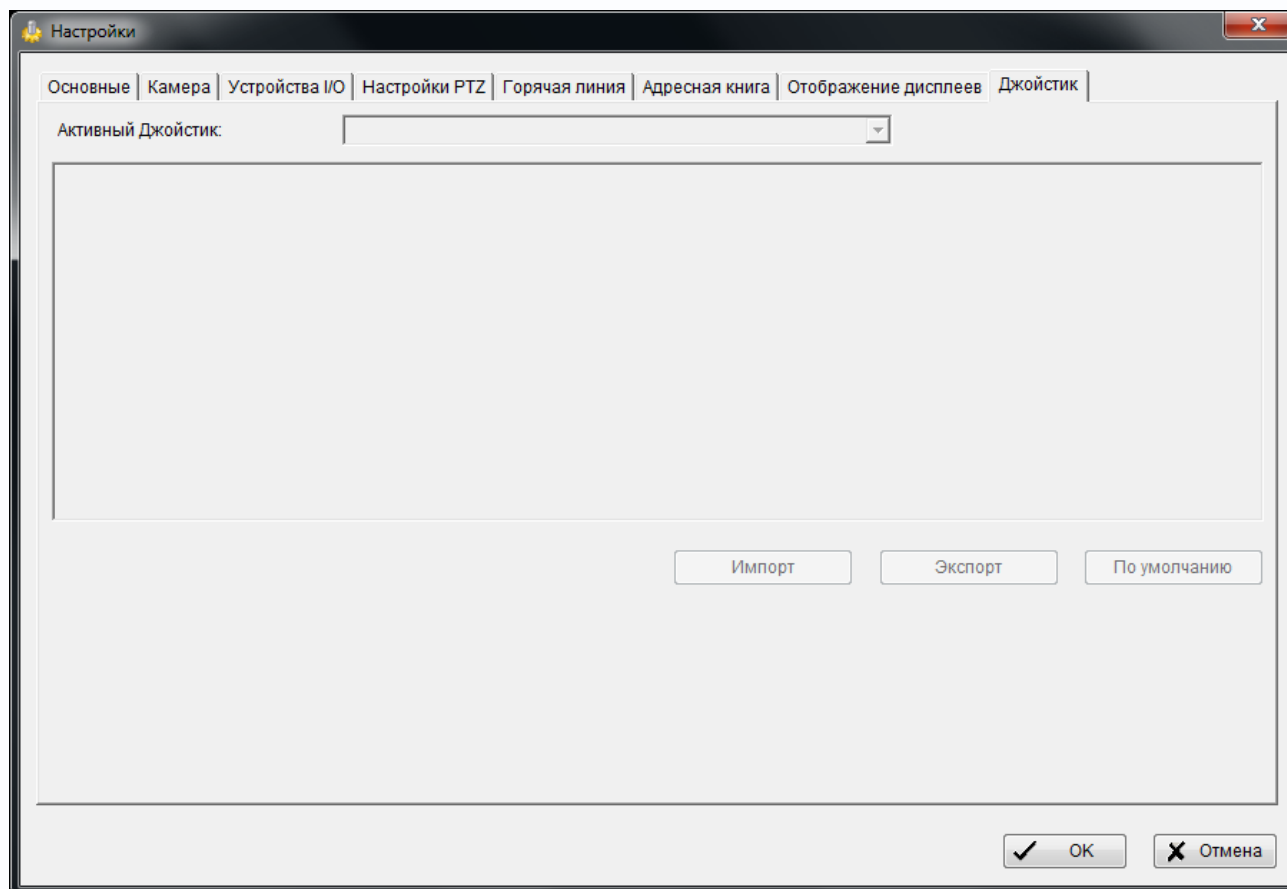 Настройки
Основные Камера Устройства I/O Настройки PTZ Горячая линия Адресная книга Отображение дисплеев Джойстик
Активный Джойстик:
Импорт Экспорт По умолчанию
OK Отмена